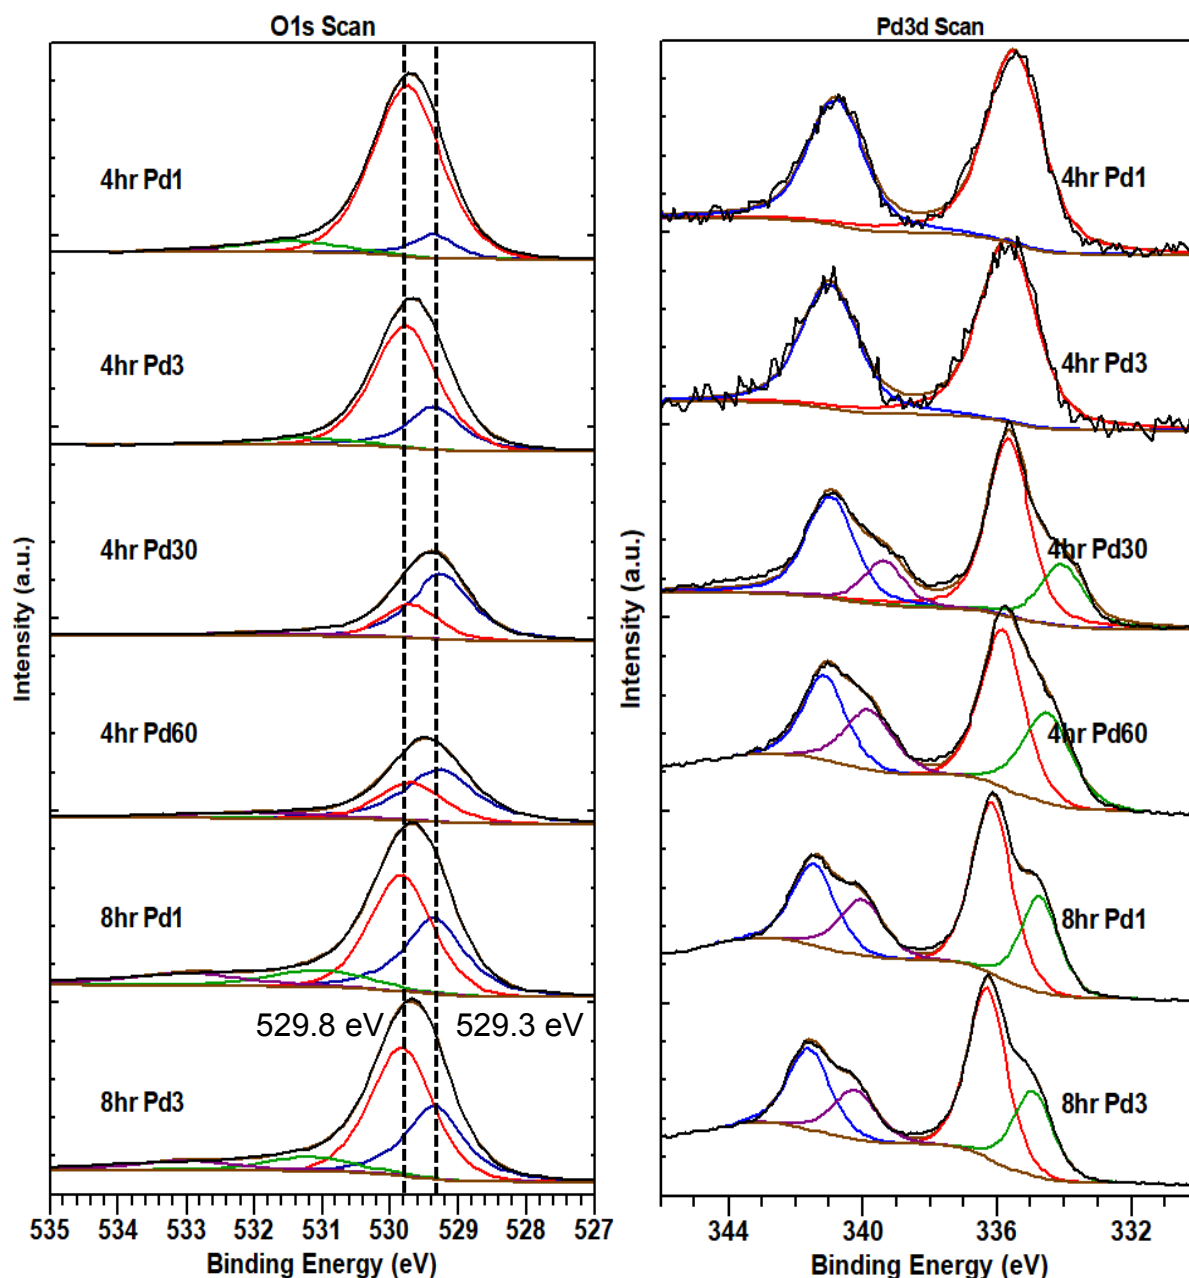 O1s Scan
4hr Pd1
4hr Pd3
4hr Pd30
4hr Pd60
8hr Pd1
529.8 eV
529.3 eV
8hr Pd3
Intensity (a.u.)
535 534 533 532 531 530 529 528 527
Binding Energy (eV)
Pd3d Scan
4hr Pd1
4hr Pd3
4hr Pd30
4hr Pd60
8hr Pd1
8hr Pd3
Intensity (a.u.)
344 340 336 332
Binding Energy (eV)